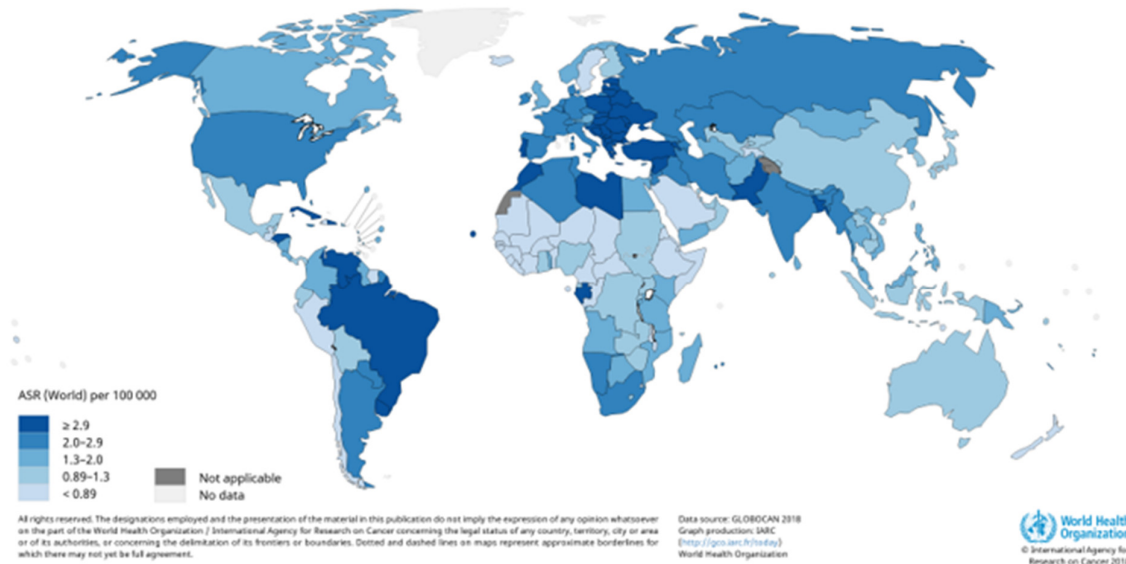 ASR (World) per 100 000
≥ 2.9
2.0–2.9
1.3–2.0
0.89–1.3
< 0.89
Not applicable
No data
All rights reserved. The designations employed and the presentation of the material in this publication do not imply the expression of any opinion whatsoever
on the part of the World Health Organization / International Agency for Research on Cancer concerning the legal status of any country, territory, city or area
or of its authorities, or concerning the delimitation of its frontiers or boundaries. Dotted and dashed lines on maps represent approximate borderlines for
which there may not yet be full agreement.
Data source: GLOBOCAN 2018
Graph production: IARC
(http://gco.iarc.fr/today)
World Health Organization
World Health
Organization
© International Agency for
Research on Cancer 201